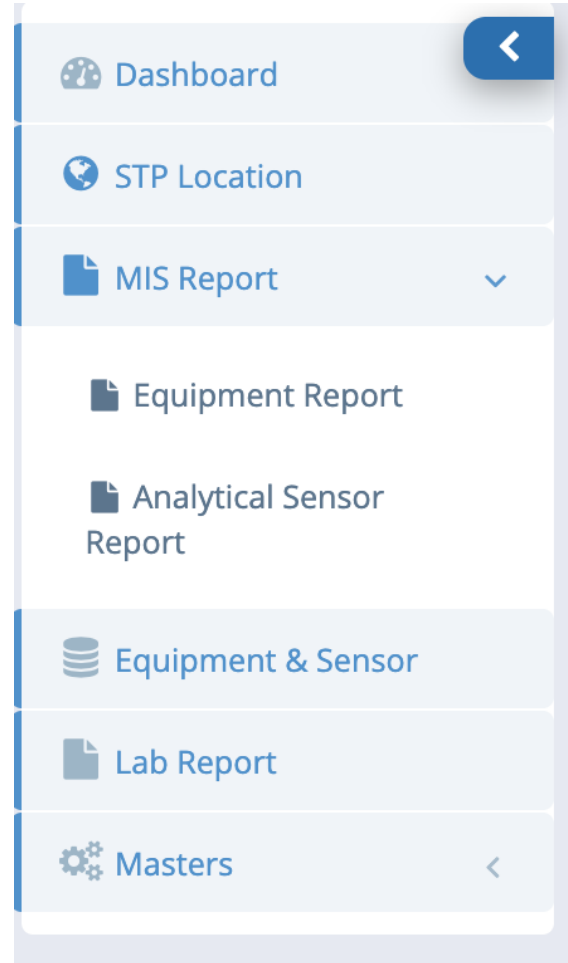 Dashboard
STP Location
MIS Report
Equipment Report
Analytical Sensor
Report
Equipment & Sensor
Lab Report
Masters